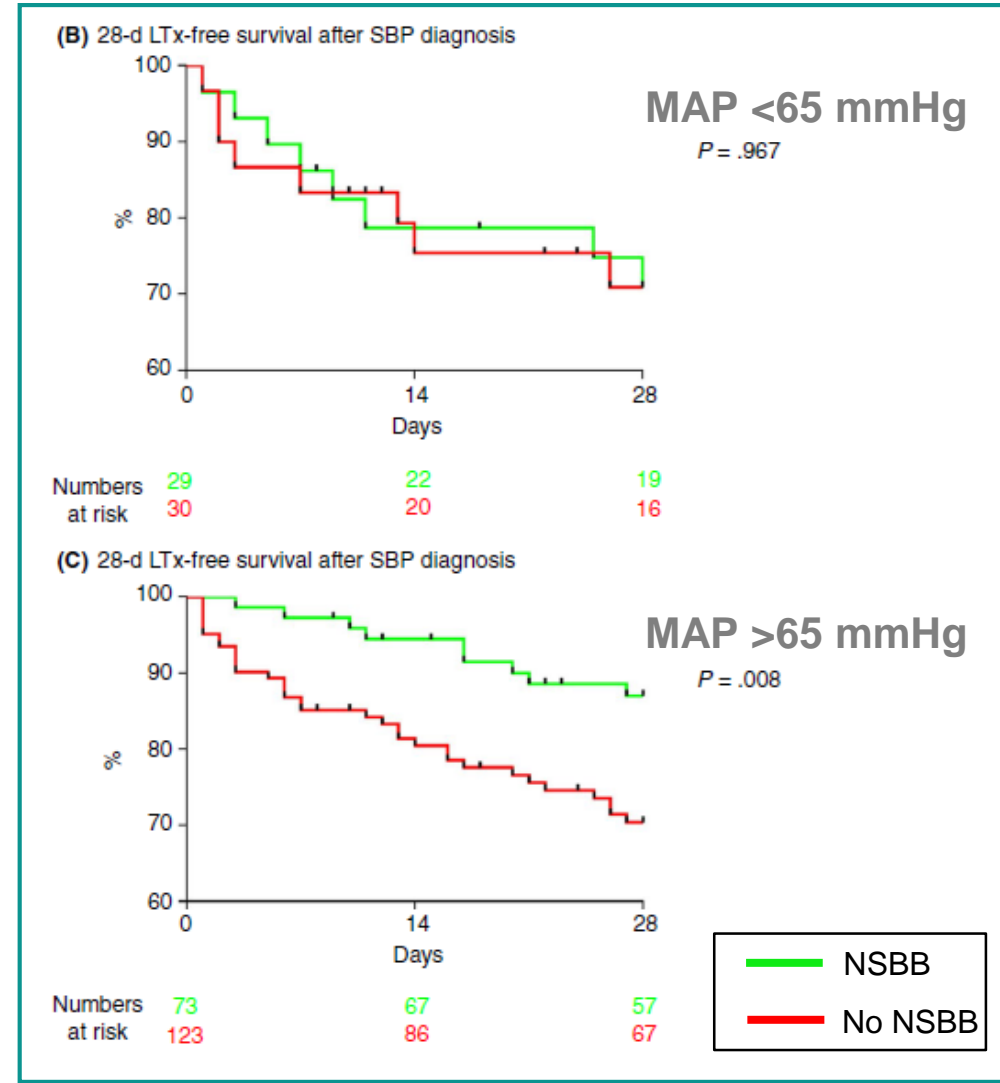 (B) 28-d LTx-free survival after SBP diagnosis
MAP <65 mmHg
P = .967
100
90
80
70
60
%
0 14 28
Days
Numbers at risk
29 22 19
30 20 16
(C) 28-d LTx-free survival after SBP diagnosis
MAP >65 mmHg
P = .008
100
90
80
70
60
%
0 14 28
Days
Numbers at risk
73 67 57
123 86 67
NSBB
No NSBB